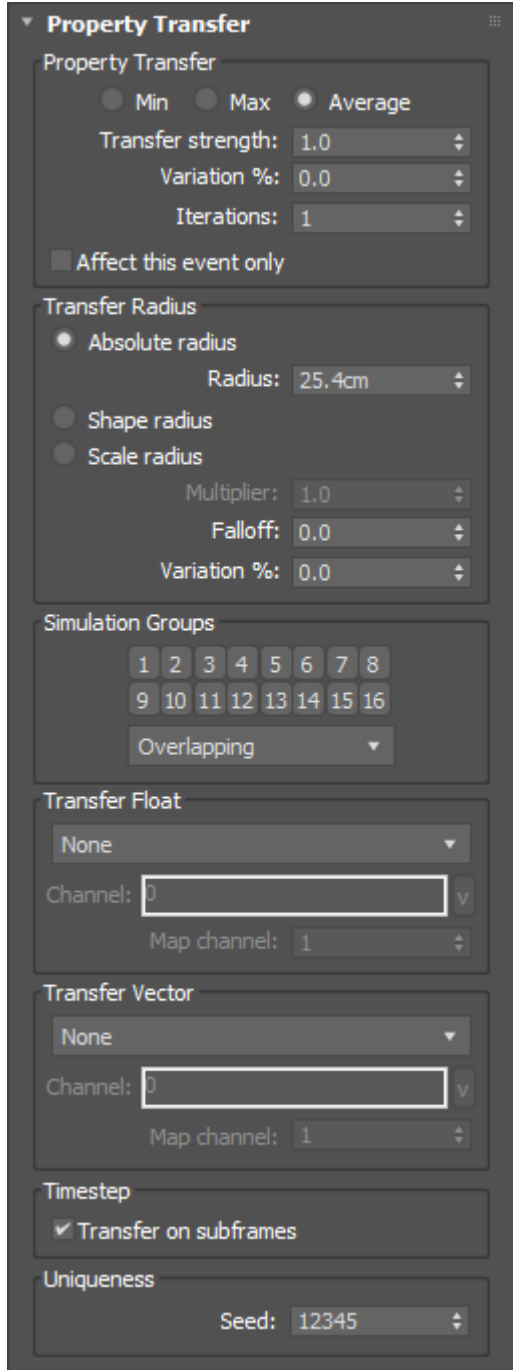 Property Transfer
Property Transfer
Min Max Average
Transfer strength: 1.0
Variation %: 0.0
Iterations: 1
Affect this event only
Transfer Radius
Absolute radius
Radius: 25.4cm
Shape radius
Scale radius
Multiplier: 1.0
Falloff: 0.0
Variation %: 0.0
Simulation Groups
1 2 3 4 5 6 7 8
9 10 11 12 13 14 15 16
Overlapping
Transfer Float
None
Channel: 0 v
Map channel: 1
Transfer Vector
None
Channel: 0 v
Map channel: 1
Timestep
Transfer on subframes
Uniqueness
Seed: 12345